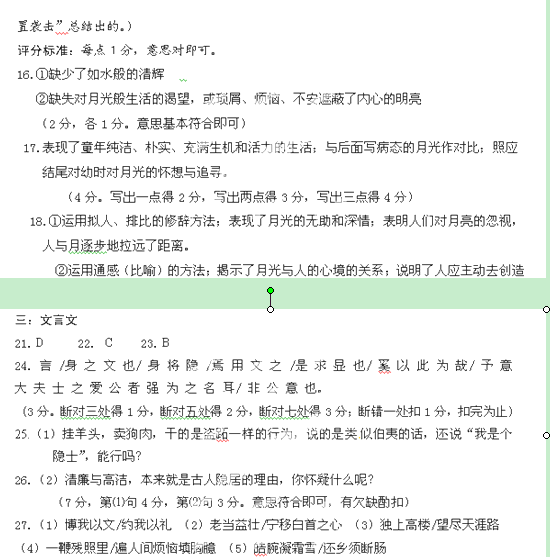 置袭击”总结出的。）
评分标准：每点1分，意思对即可。
16.①缺少了如水般的清辉
②缺失对月光般生活的渴望，或琐屑、烦恼、不安遮蔽了内心的明亮
（2分，各1分。意思基本符合即可）
17.表现了童年纯洁、朴实、充满生机和活力的生活；与后面写病态的月光作对比；照应
结尾对幼时对月光的怀想与追寻。
（4分。写出一点得2分，写出两点得3分，写出三点得4分）
18.①运用拟人、排比的修辞方法；表现了月光的无助和深情；表明人们对月亮的忽视，
人与月逐步地拉远了距离。
②运用通感（比喻）的方法；揭示了月光与人的心境的关系；说明了人应主动去创造
三：文言文
21.D 22. C 23.B
24. 言 /身 之 文 也/ 身 将 隐 /焉 用 文 之 /是 求 显 也/ 奚 以 此 为 哉/ 予 意
大 夫 士 之 爱 公 者 强 为 之 名 耳/ 非 公 意 也。
（3分。断对三处得1分，断对五处得2分，断对七处得3分；断错一处扣1分，扣完为止）
25.（1）挂羊头，卖狗肉，干的是盗跖一样的行为，说的是类似伯夷的话，还说“我是个
隐士”，能行吗？
26.（2）清廉与高洁，本来就是古人隐居的理由，你怀疑什么呢？
（7分，第⑴句4分，第⑵句3分。意思符合即可，有欠缺酌扣）
27.（1）博我以文/约我以礼 （2）老当益壮/宁移白首之心 （3）独上高楼/望尽天涯路
（4）一鞭残照里/遍人间烦恼填胸臆 （5）皓腕凝霜雪/还乡须断肠